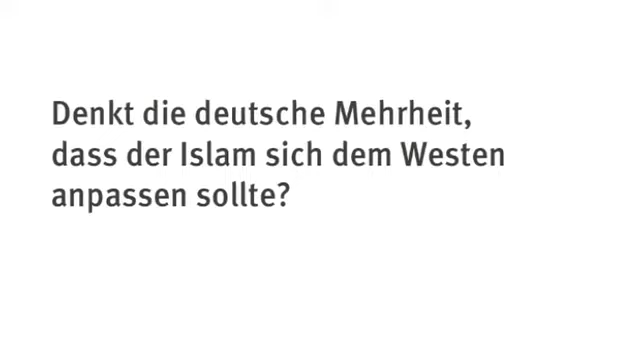 Denkt die deutsche Mehrheit,
dass der Islam sich dem Westen
anpassen sollte?